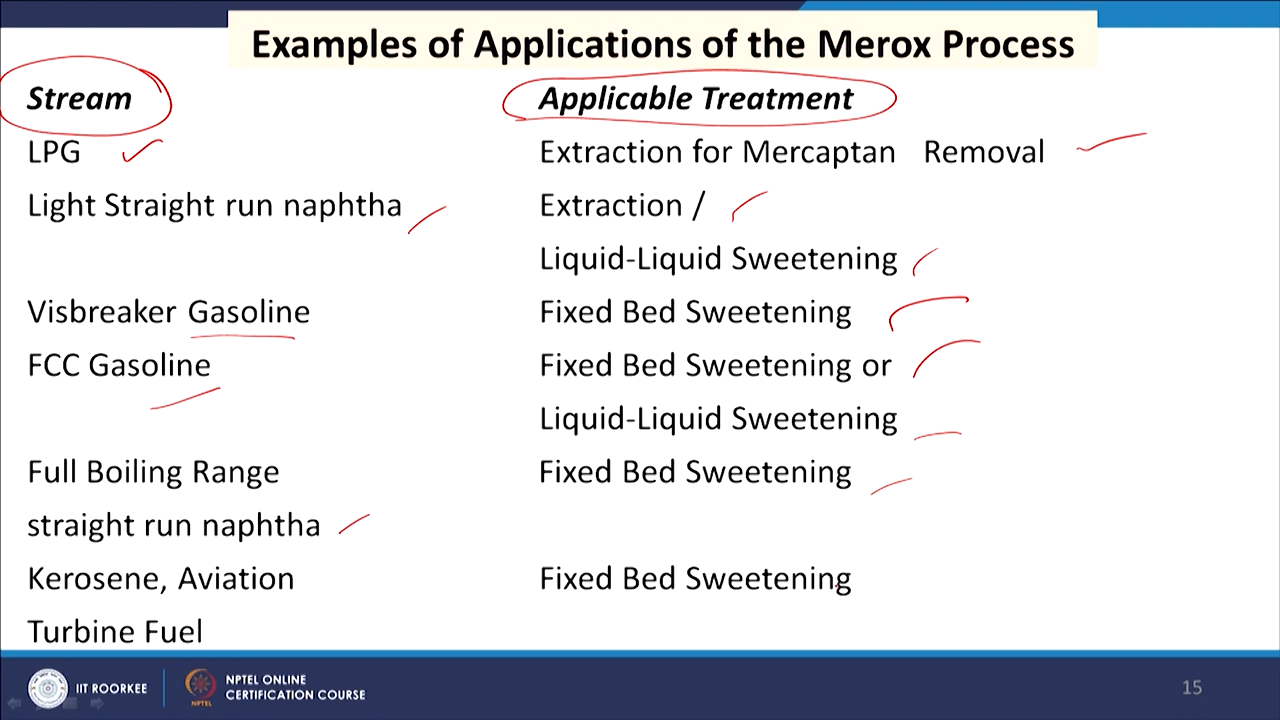 Examples of Applications of the Merox Process
Stream Applicable Treatment
LPG Extraction for Mercaptan Removal
Light Straight run naphtha Extraction /
Liquid-Liquid Sweetening
Visbreaker Gasoline Fixed Bed Sweetening
FCC Gasoline Fixed Bed Sweetening or
Liquid-Liquid Sweetening
Full Boiling Range Fixed Bed Sweetening
straight run naphtha
Kerosene, Aviation Fixed Bed Sweetening
Turbine Fuel
IIT ROORKEE NPTEL ONLINE
CERTIFICATION COURSE
NPTEL
15